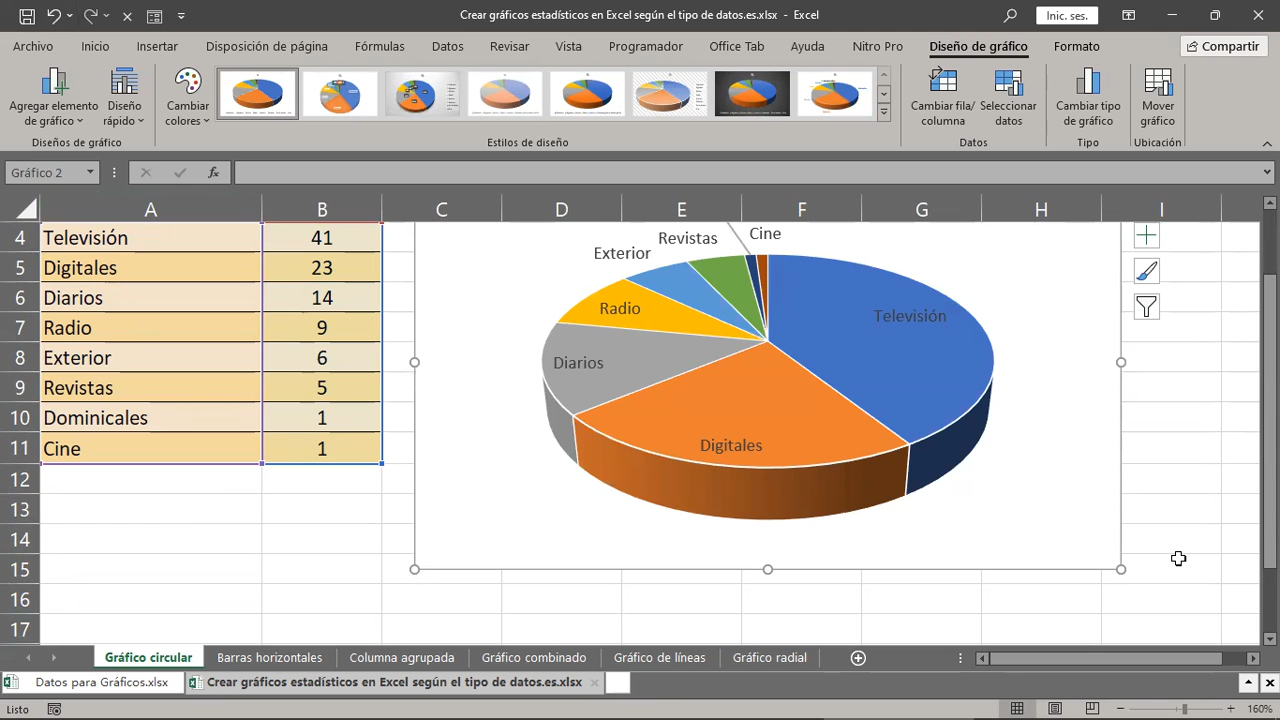 Crear gráficos estadísticos en Excel según el tipo de datos.es.xlsx - Excel
Inic. ses.
Archivo Inicio Insertar Disposición de página Fórmulas Datos Revisar Vista Programador Office Tab Ayuda Nitro Pro Diseño de gráfico Formato Compartir
Agregar elemento de gráfico
Diseño rápido
Cambiar colores
Cambiar fila/ columna
Seleccionar datos
Cambiar tipo de gráfico
Mover gráfico
Diseños de gráfico Estilos de diseño Datos Tipo Ubicación
Gráfico 2 fx
A B C D E F G H I
4 Televisión 41
5 Digitales 23
6 Diarios 14
7 Radio 9
8 Exterior 6
9 Revistas 5
10 Dominicales 1
11 Cine 1
12
13
14
15
16
17
Cine
Revistas
Exterior
Radio
Televisión
Diarios
Digitales
Gráfico circular Barras horizontales Columna agrupada Gráfico combinado Gráfico de líneas Gráfico radial
Datos para Gráficos.xlsx Crear gráficos estadísticos en Excel según el tipo de datos.es.xlsx
Listo 160%